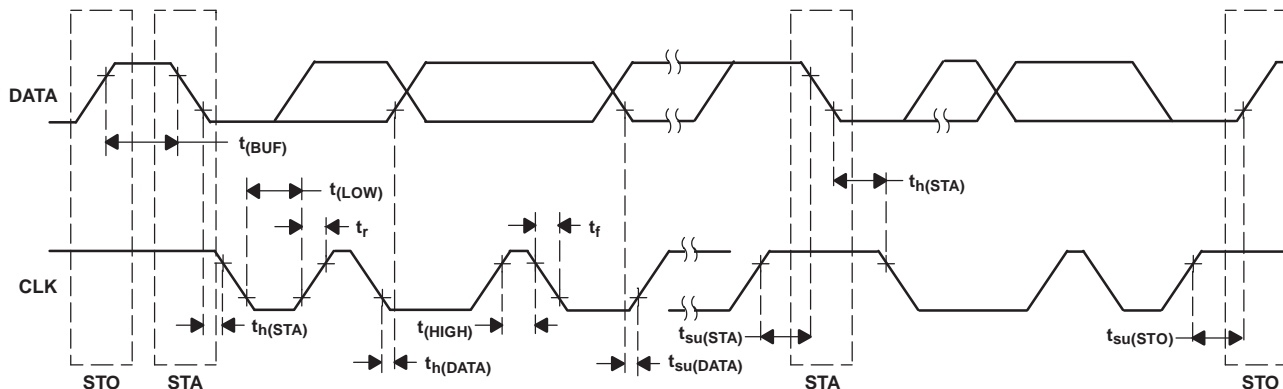 DATA
t(BUF)
t(LOW)
th(STA)
tr
tf
CLK
th(STA)
t(HIGH)
th(DATA)
tsu(STA)
tsu(DATA)
tsu(STO)
STO
STA
STA
STO